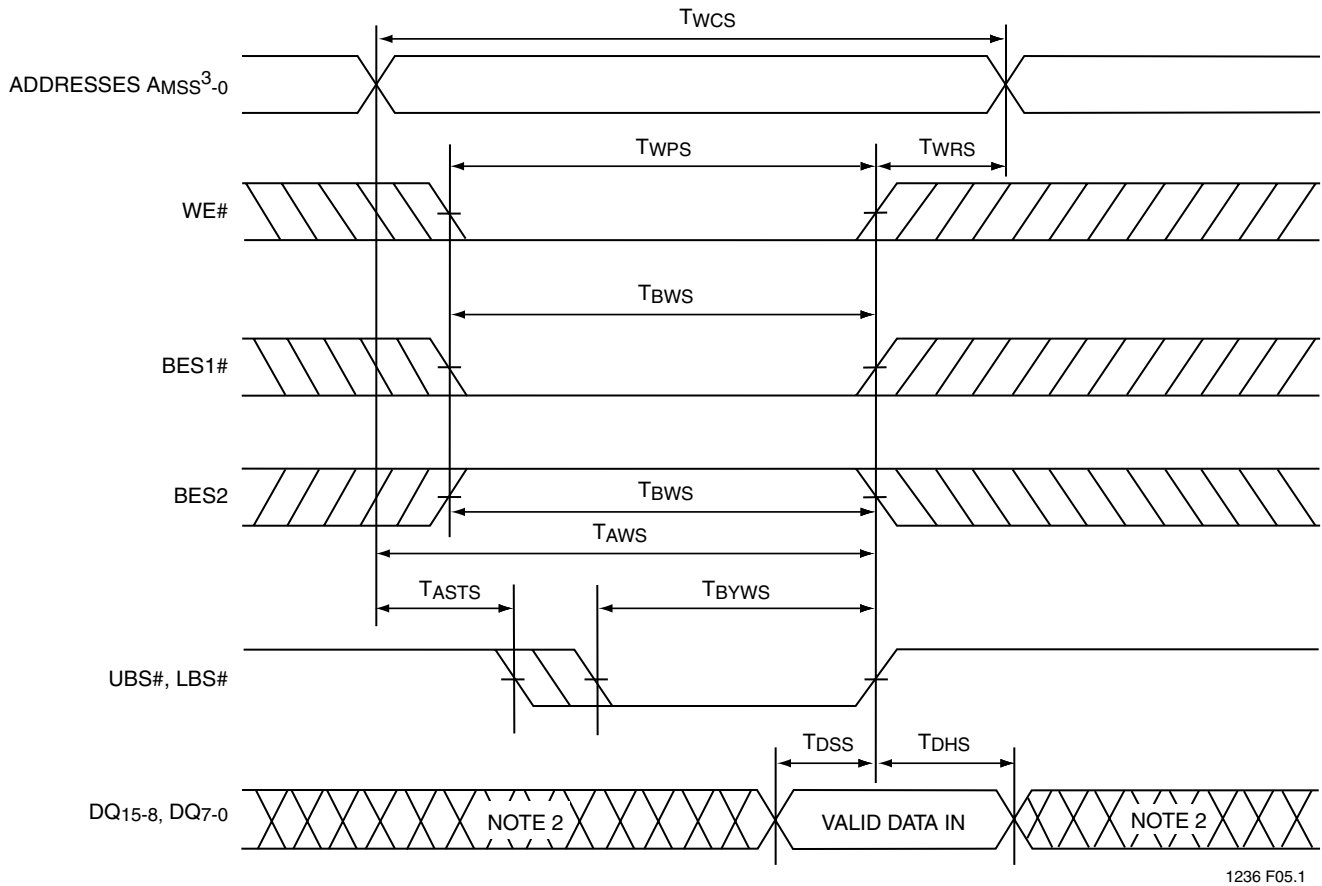 TWCS
ADDRESSES AMSS3-0
TWPS
TWRS
WE#
TBWS
BES1#
BES2
TBWS
TAWS
TASTS
TBYWS
UBS#, LBS#
TDSS
TDHS
DQ15-8, DQ7-0
NOTE 2
VALID DATA IN
NOTE 2
1236 F05.1